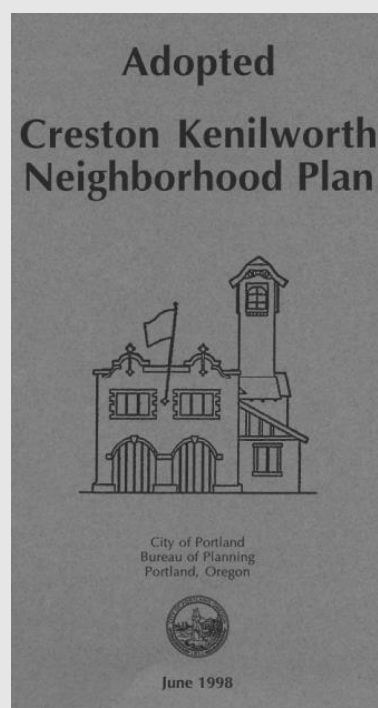 Adopted
Creston Kenilworth
Neighborhood Plan
City of Portland
Bureau of Planning
Portland, Oregon
June 1998